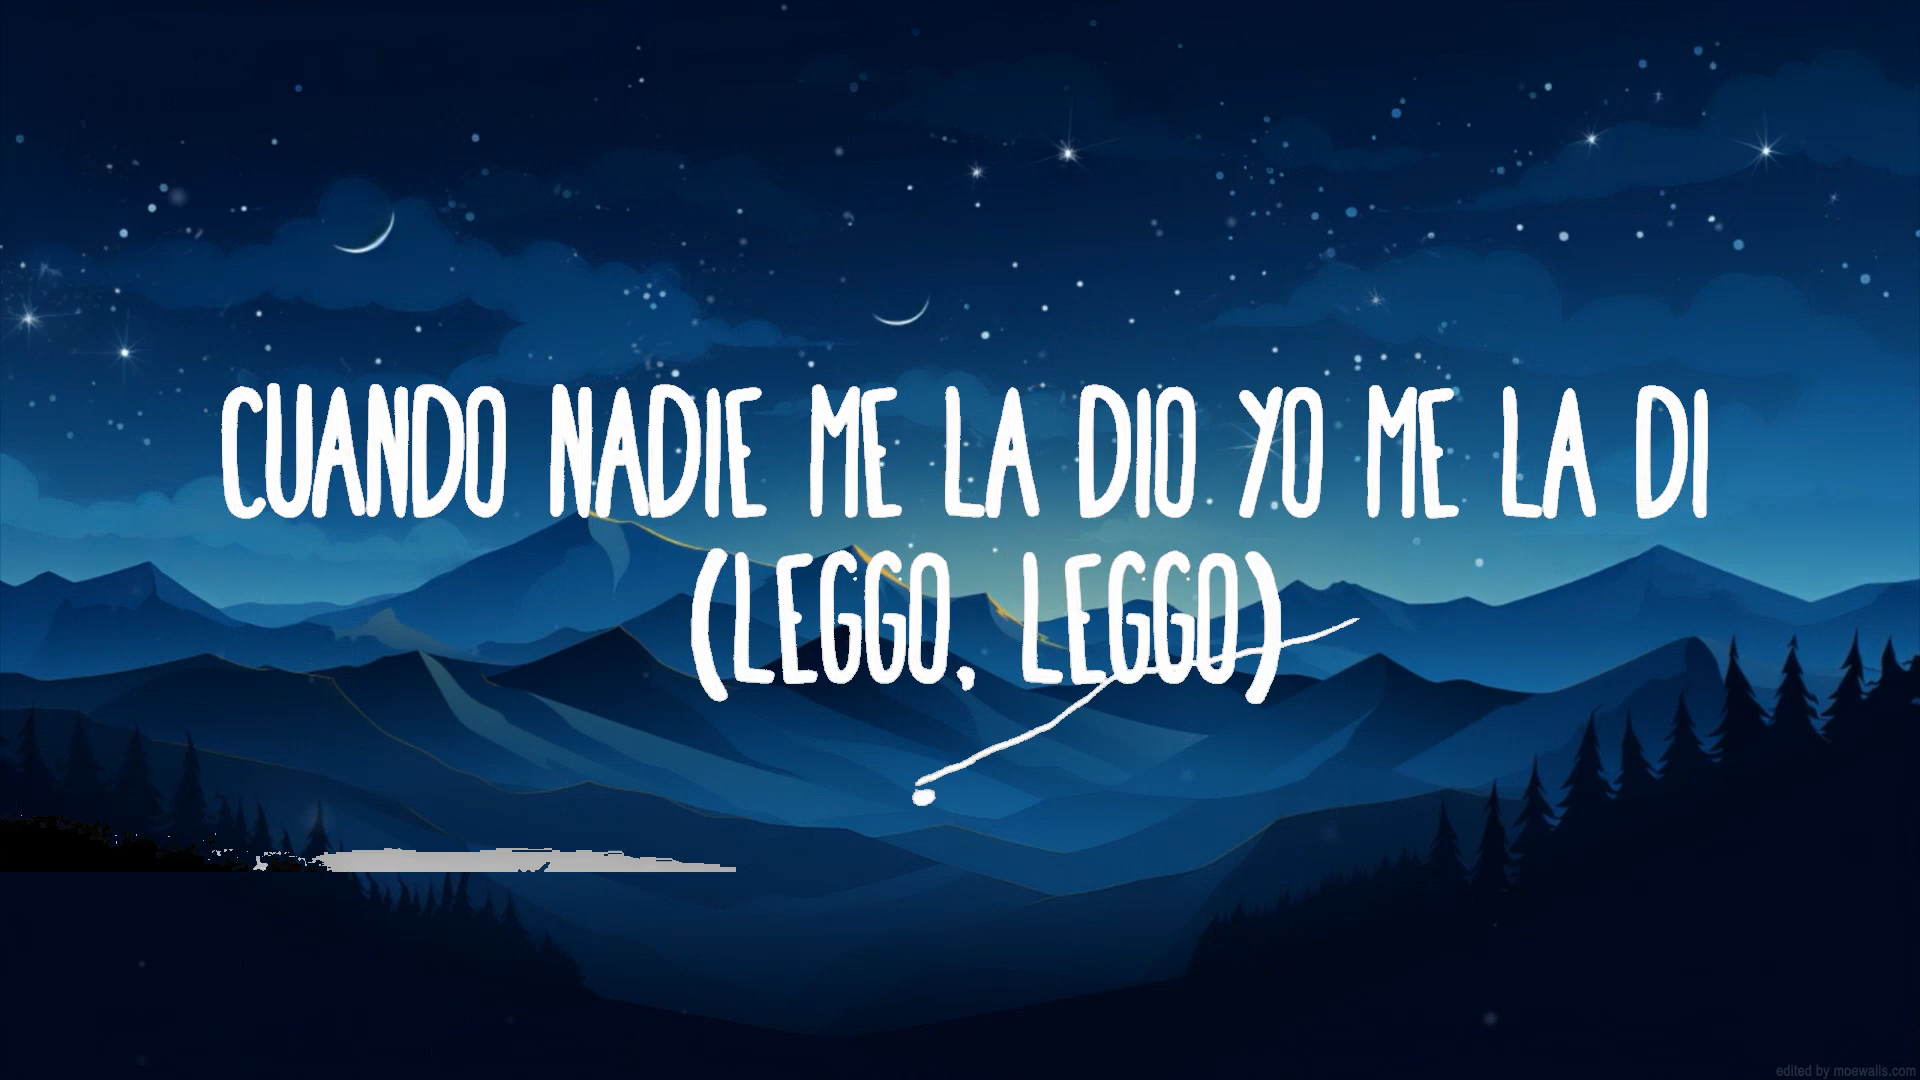 CUANDO NADIE ME LA DIO YO ME LA DI
(LEGGO, LEGGO)
edited by moewalls.com